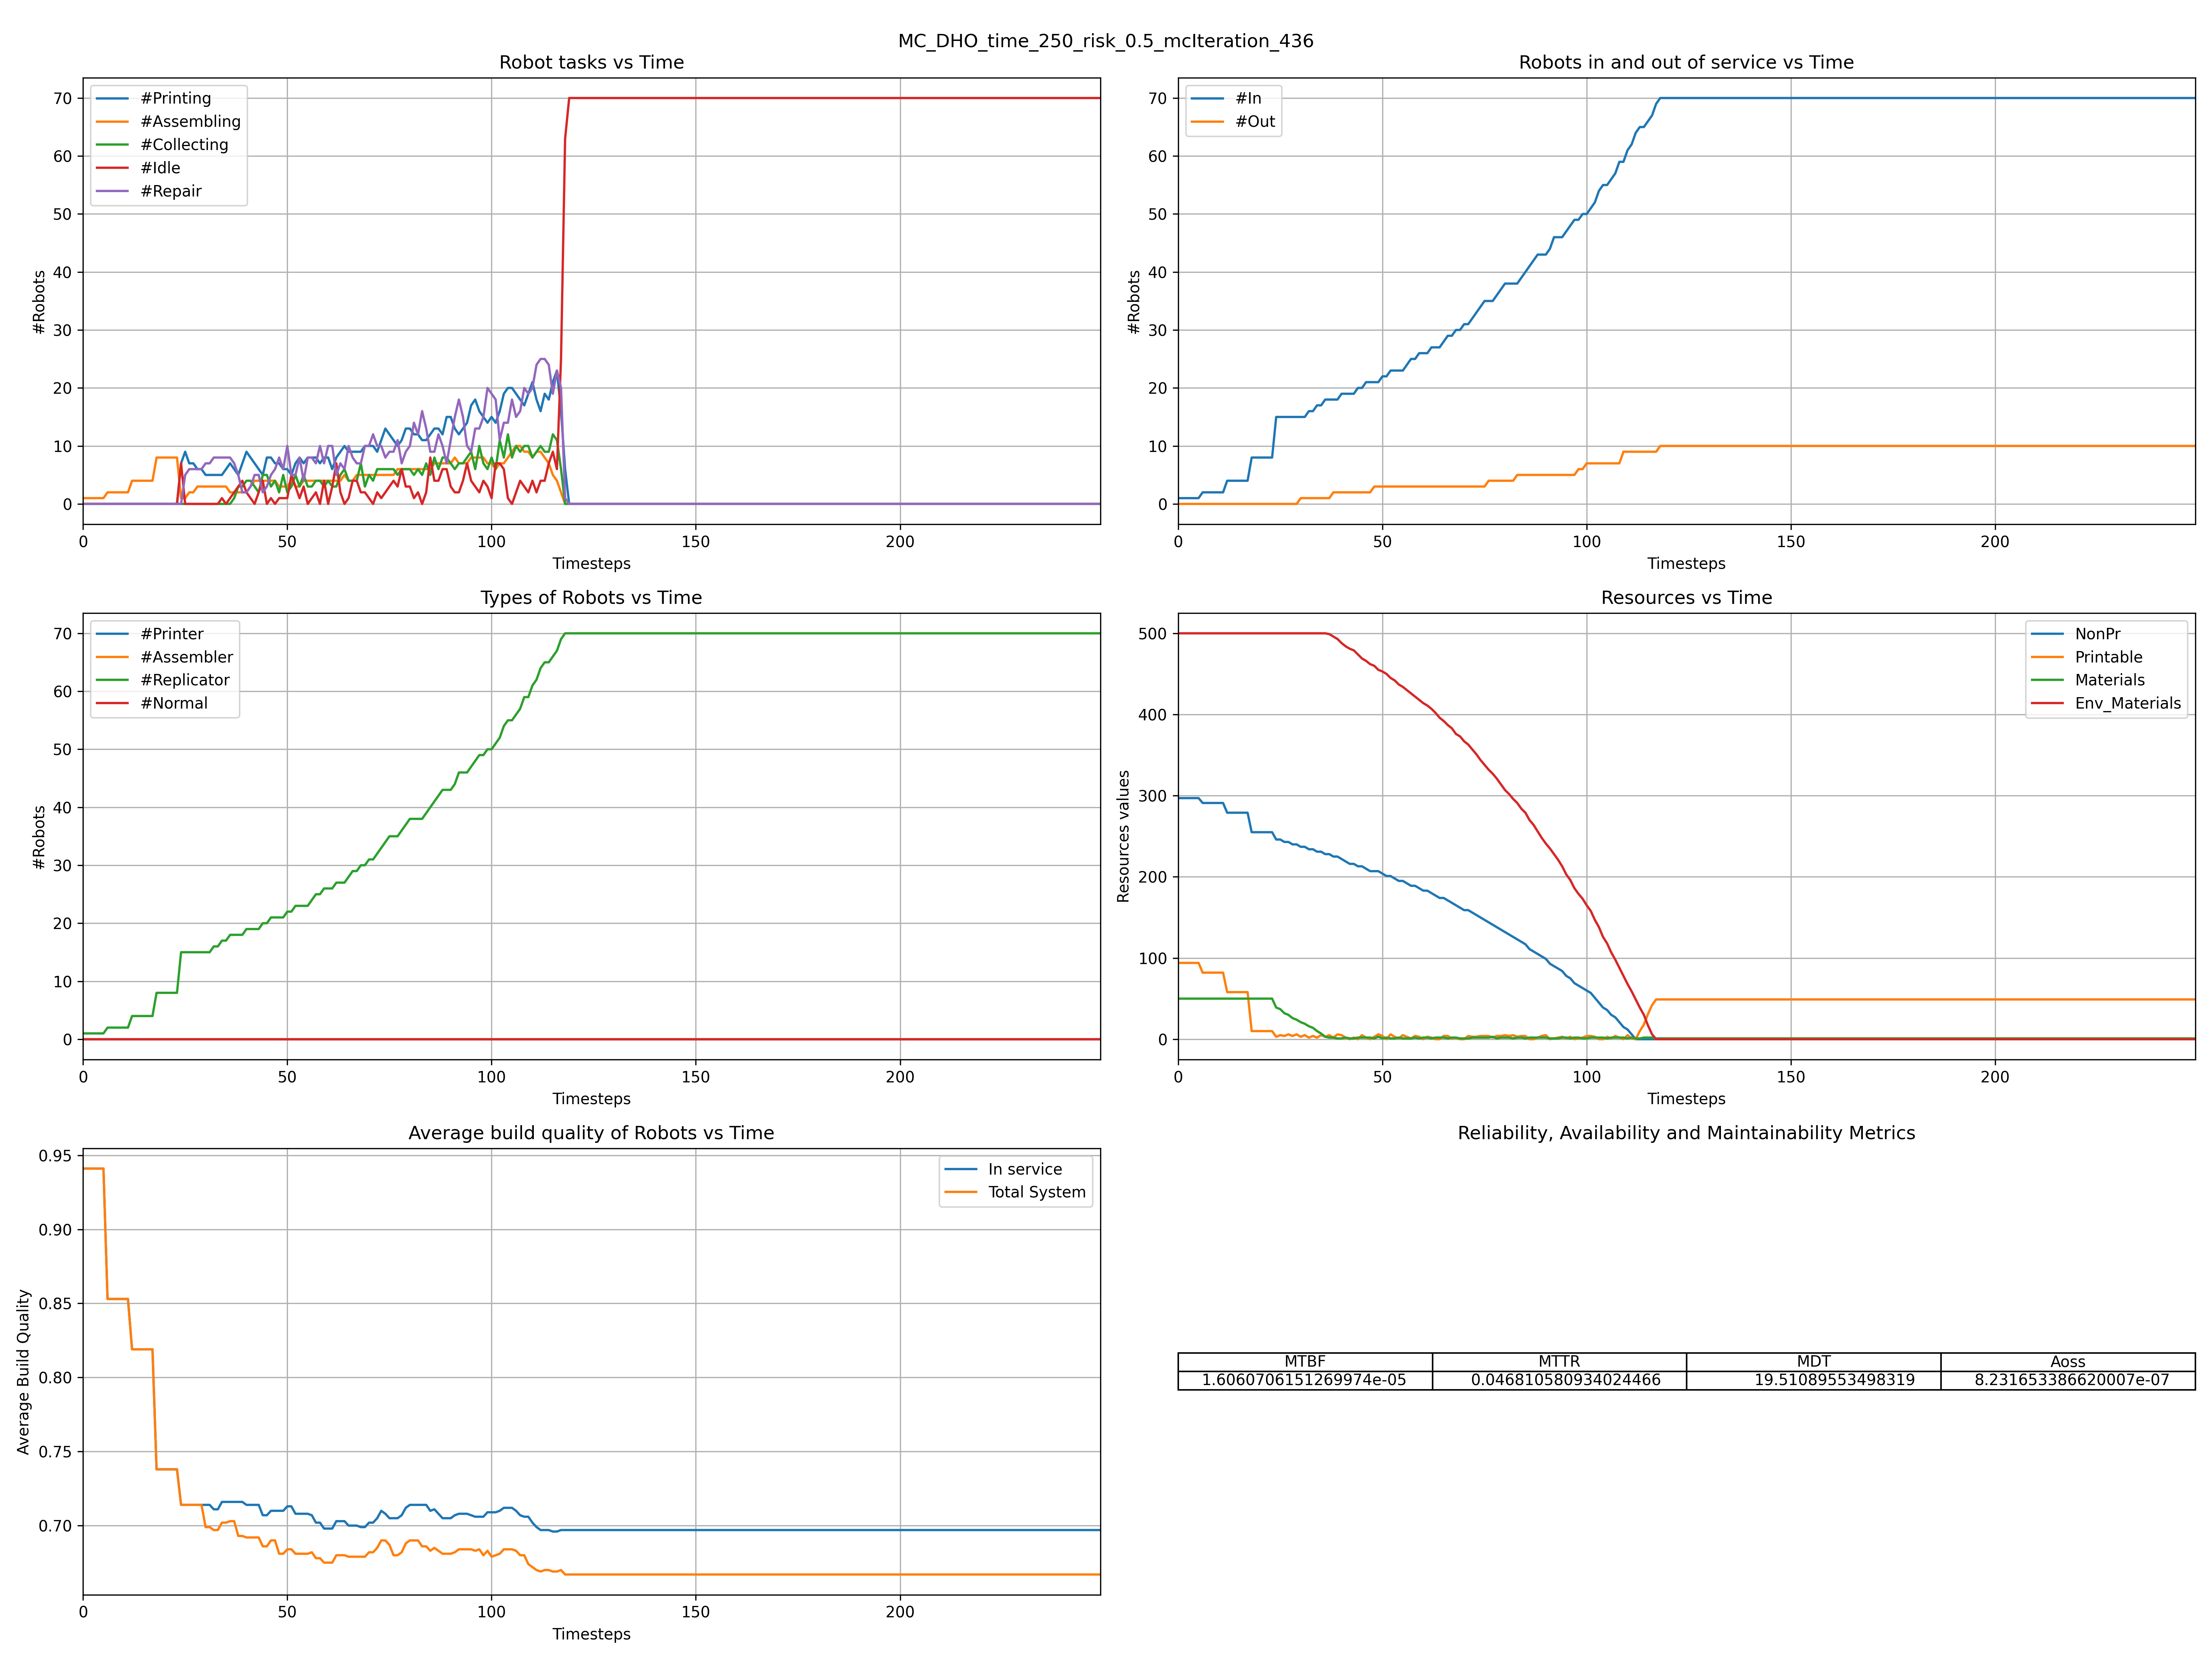 MC_DHO_time_250_risk_0.5_mcIteration_436
Robot tasks vs Time
#Printing
#Assembling
#Collecting
#Idle
#Repair
70
60
50
40
30
20
10
0
#Robots
0 50 100 150 200
Timesteps
Robots in and out of service vs Time
#In
#Out
70
60
50
40
30
20
10
0
#Robots
0 50 100 150 200
Timesteps
Types of Robots vs Time
#Printer
#Assembler
#Replicator
#Normal
70
60
50
40
30
20
10
0
#Robots
0 50 100 150 200
Timesteps
Resources vs Time
NonPr
Printable
Materials
Env_Materials
500
400
300
200
100
0
Resources values
0 50 100 150 200
Timesteps
Average build quality of Robots vs Time
In service
Total System
0.95
0.90
0.85
0.80
0.75
0.70
Average Build Quality
0 50 100 150 200
Timesteps
Reliability, Availability and Maintainability Metrics
MTBF MTTR MDT Aoss
1.6060706151269974e-05 0.046810580934024466 19.51089553498319 8.231653386620007e-07